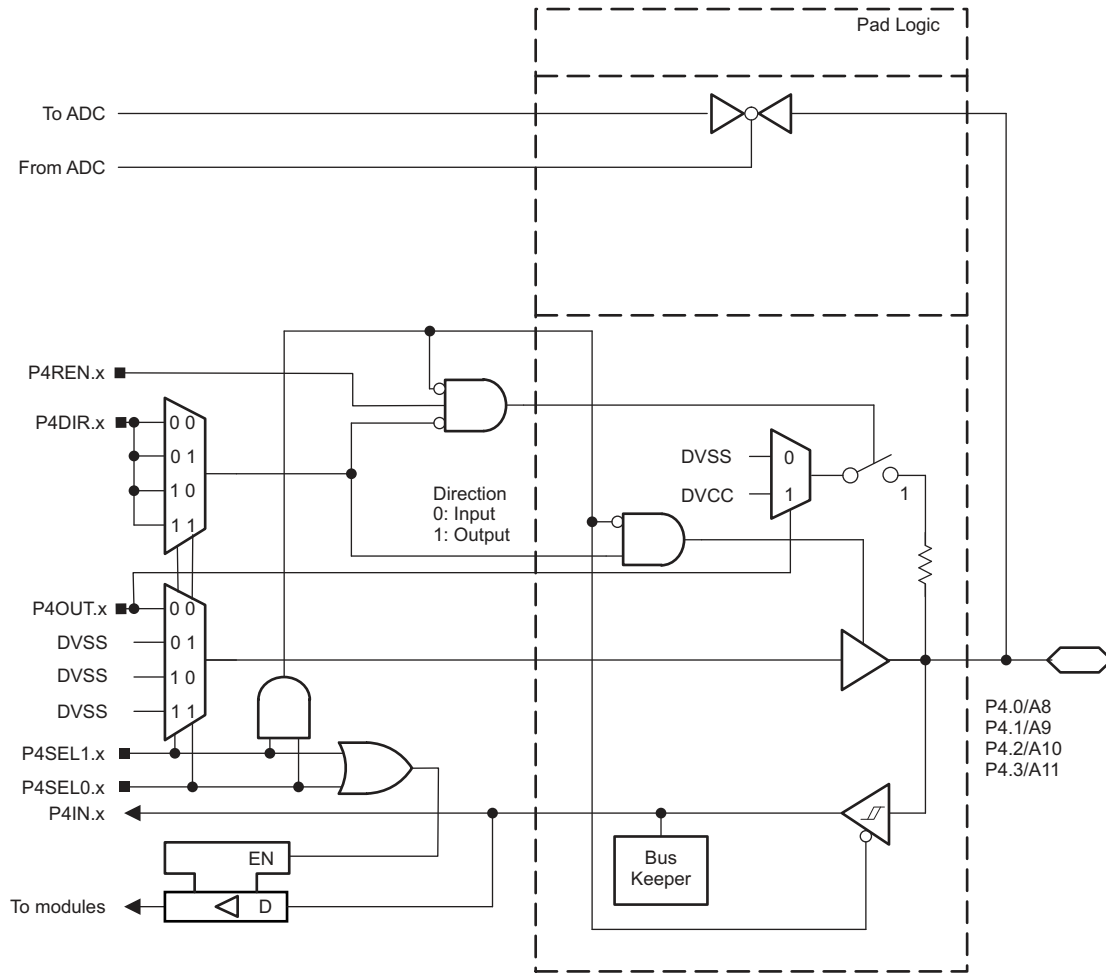 Pad Logic
To ADC
From ADC
P4REN.x
P4DIR.x
0 0
0 1
1 0
1 1
Direction
0: Input
1: Output
DVSS
0
DVCC
1
1
P4OUT.x
0 0
DVSS
0 1
DVSS
1 0
DVSS
1 1
P4.0/A8
P4.1/A9
P4.2/A10
P4.3/A11
P4SEL1.x
P4SEL0.x
P4IN.x
Bus
Keeper
EN
To modules
D